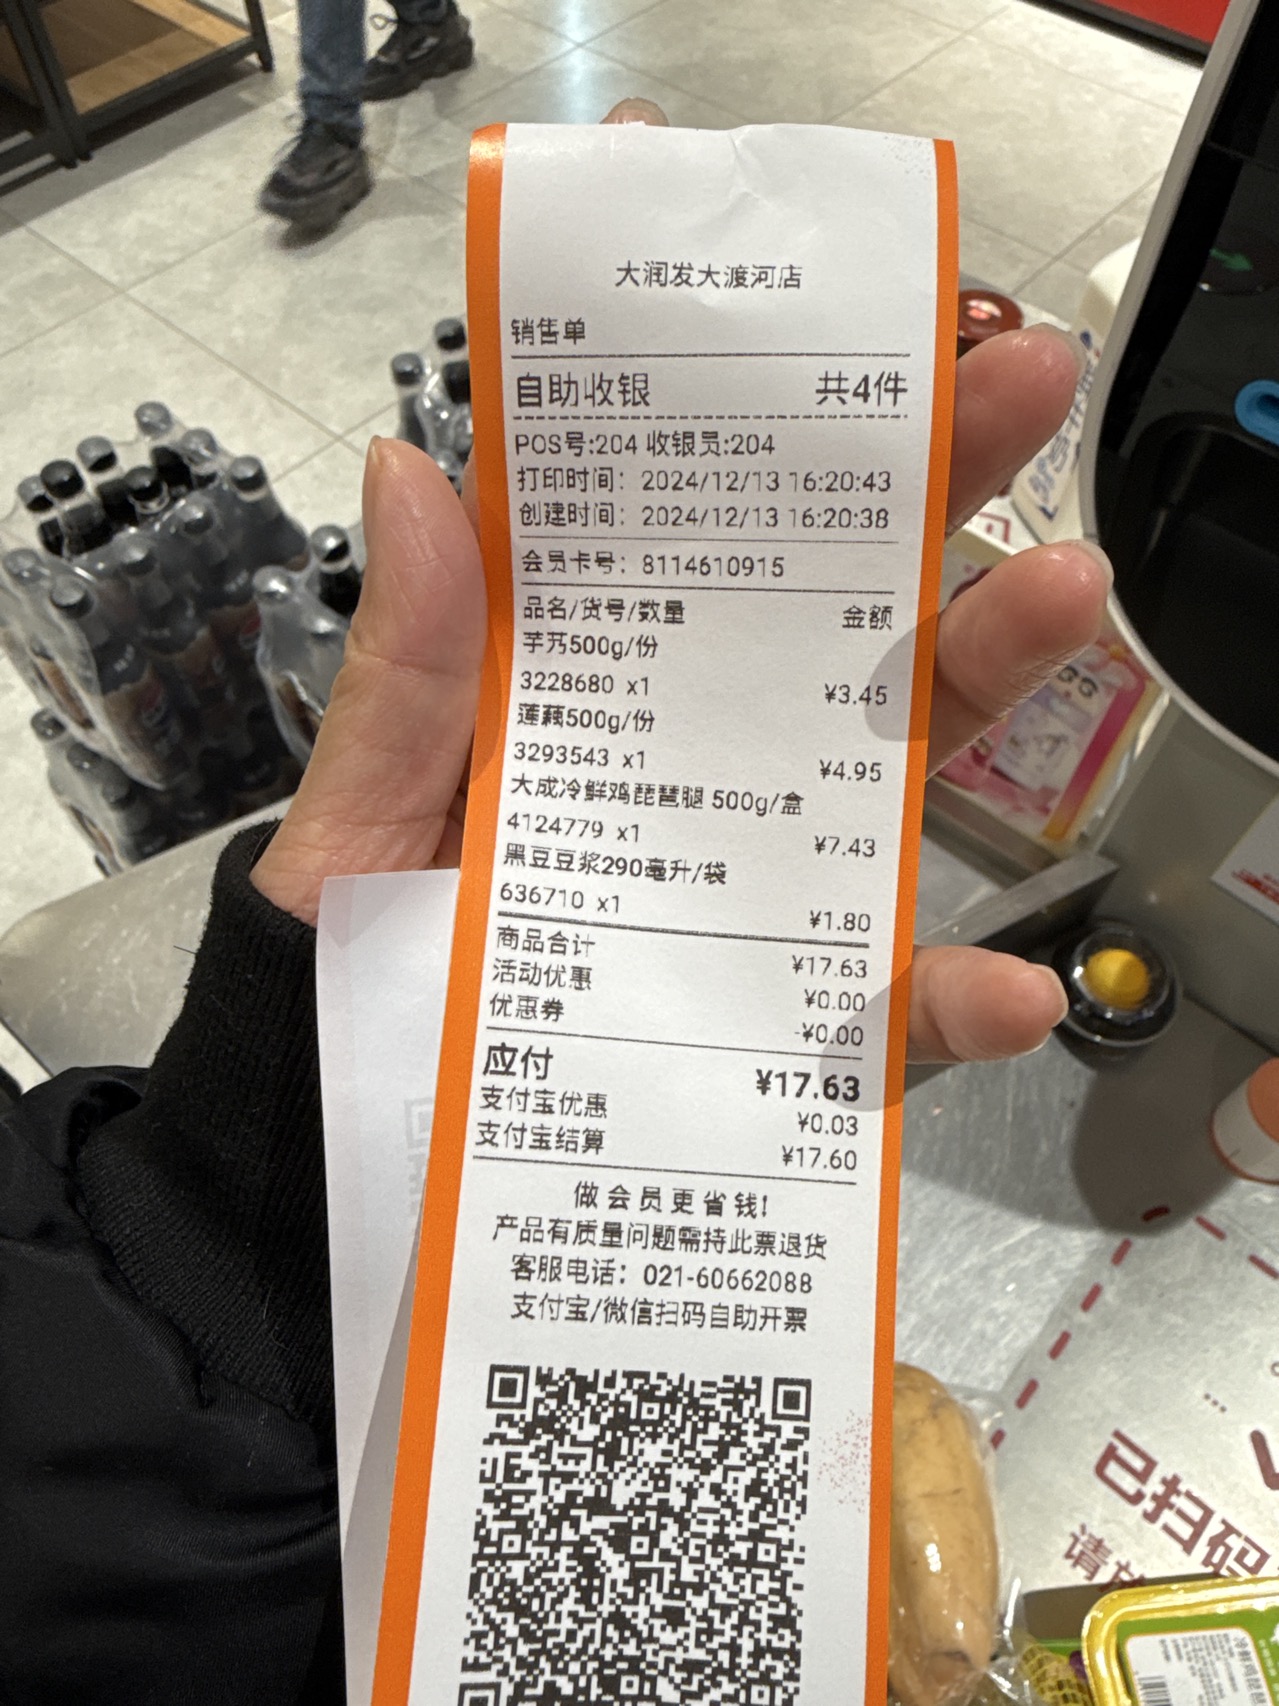 大润发大渡河店
销售单
自助收银 共4件
POS号:204 收银员:204
打印时间：2024/12/13 16:20:43
创建时间：2024/12/13 16:20:38
会员卡号：8114610915
品名/货号/数量 金额
芋艿500g/份
3228680 x1 ¥3.45
莲藕500g/份
3293543 x1 ¥4.95
大成冷鲜鸡琵琶腿 500g/盒
4124779 x1 ¥7.43
黑豆豆浆290毫升/袋
636710 x1 ¥1.80
商品合计 ¥17.63
活动优惠 ¥0.00
优惠券 -¥0.00
应付 ¥17.63
支付宝优惠 ¥0.03
支付宝结算 ¥17.60
做会员更省钱!
产品有质量问题需持此票退货
客服电话：021-60662088
支付宝/微信扫码自助开票
已扫码
请放